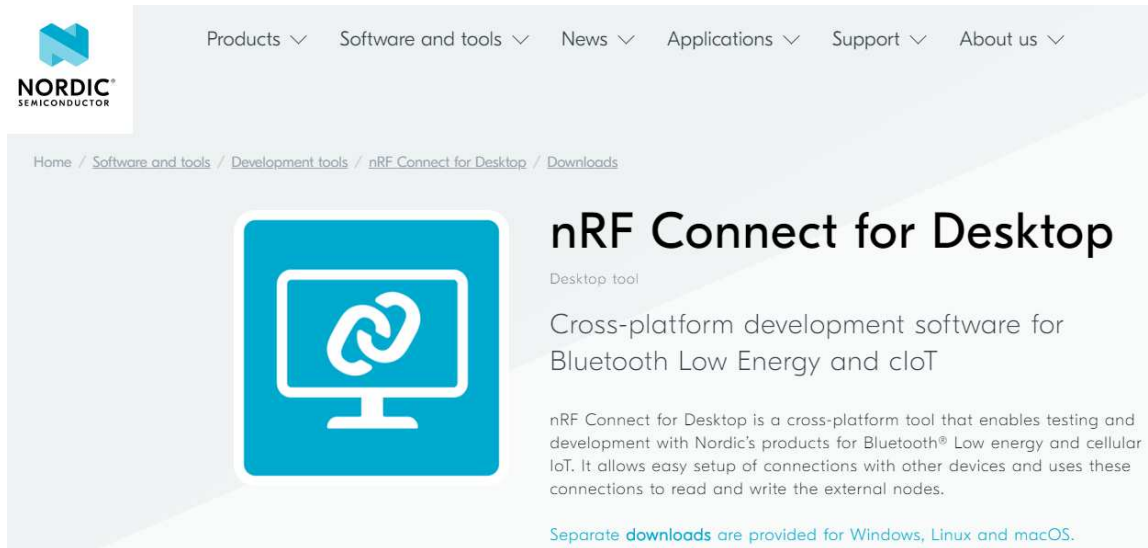 NORDIC®
SEMICONDUCTOR
Products
Software and tools
News
Applications
Support
About us
Home / Software and tools / Development tools / nRF Connect for Desktop / Downloads
nRF Connect for Desktop
Desktop tool
Cross-platform development software for
Bluetooth Low Energy and cIoT
nRF Connect for Desktop is a cross-platform tool that enables testing and
development with Nordic's products for Bluetooth® Low energy and cellular
IoT. It allows easy setup of connections with other devices and uses these
connections to read and write the external nodes.
Separate downloads are provided for Windows, Linux and macOS.